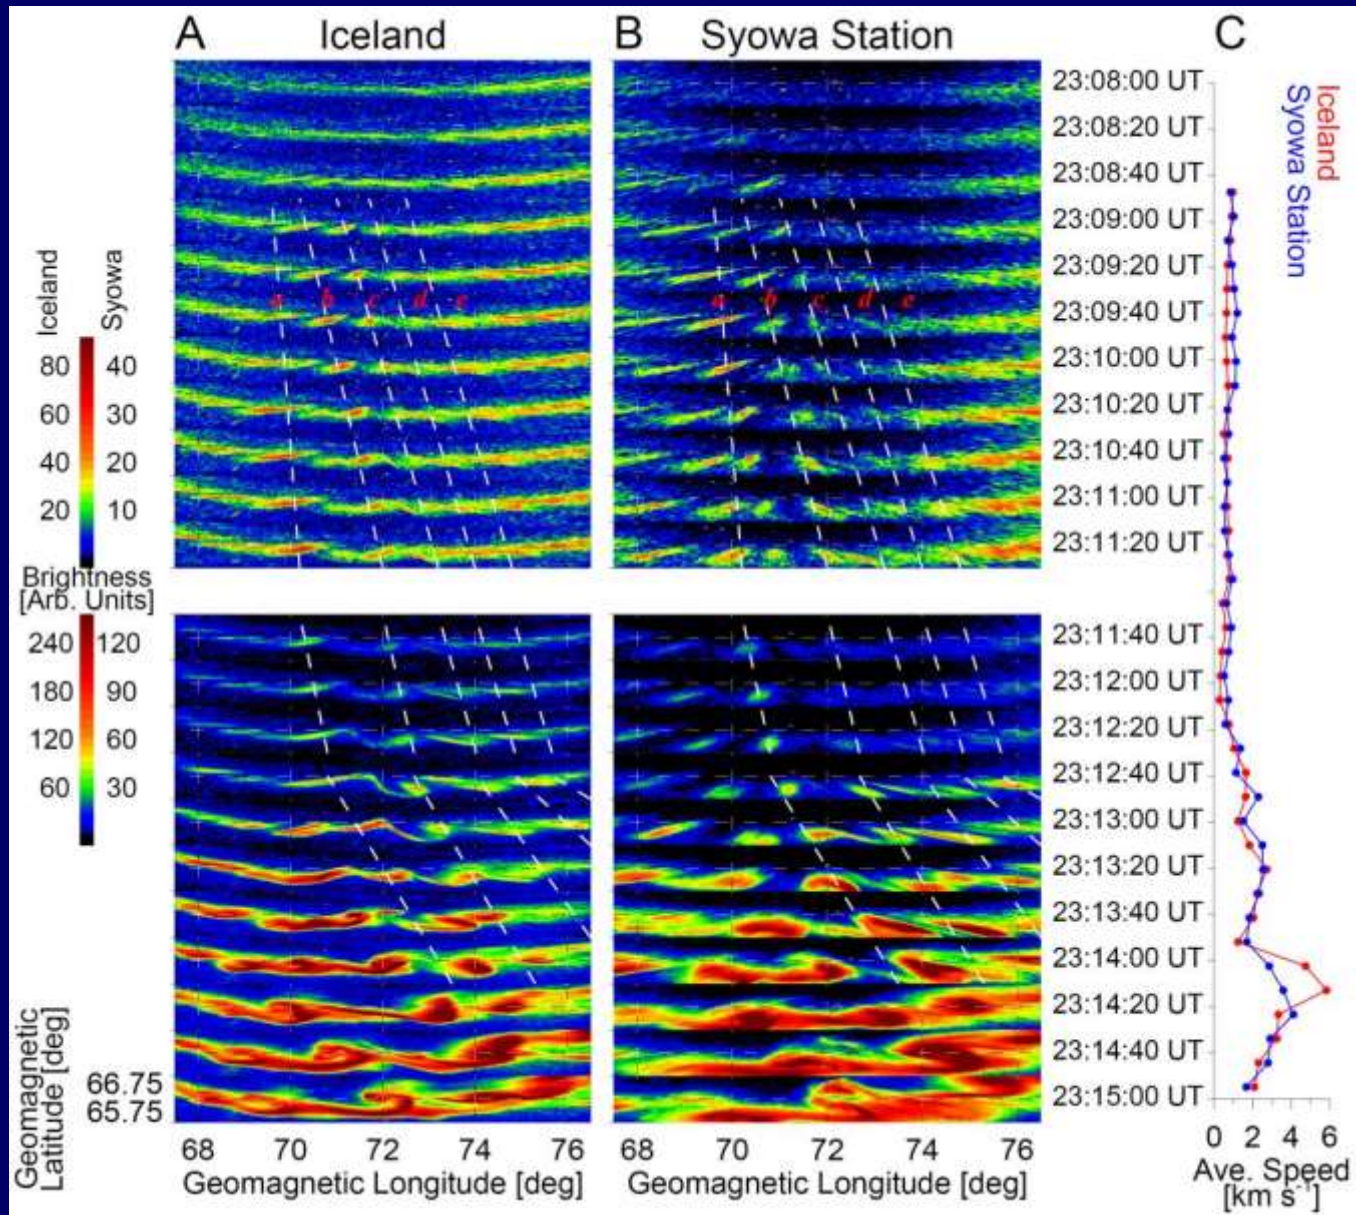 A Iceland
B Syowa Station
C
Iceland
Syowa Station
23:08:00 UT
23:08:20 UT
23:08:40 UT
23:09:00 UT
23:09:20 UT
23:09:40 UT
23:10:00 UT
23:10:20 UT
23:10:40 UT
23:11:00 UT
23:11:20 UT
a b c d e
a b c d e
Iceland
Syowa
80 40
60 30
40 20
20 10
Brightness
[Arb. Units]
240 120
180 90
120 60
60 30
23:11:40 UT
23:12:00 UT
23:12:20 UT
23:12:40 UT
23:13:00 UT
23:13:20 UT
23:13:40 UT
23:14:00 UT
23:14:20 UT
23:14:40 UT
23:15:00 UT
Geomagnetic
Latitude [deg]
66.75
65.75
68 70 72 74 76
Geomagnetic Longitude [deg]
68 70 72 74 76
Geomagnetic Longitude [deg]
0 2 4 6
Ave. Speed
[km s⁻¹]